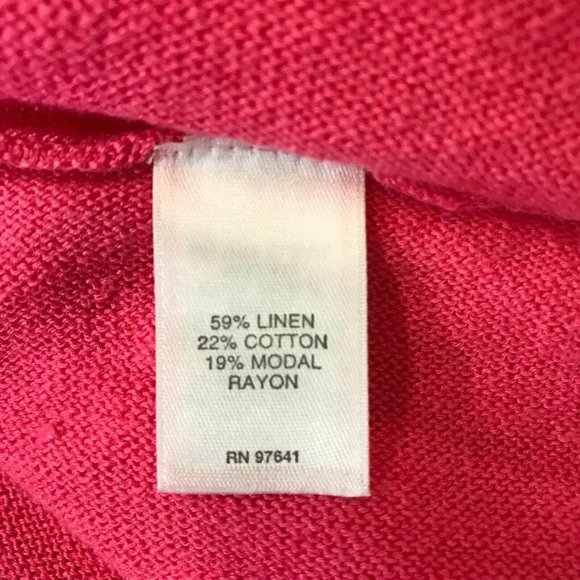 59% LINEN
22% COTTON
19% MODAL
RAYON
RN 97641